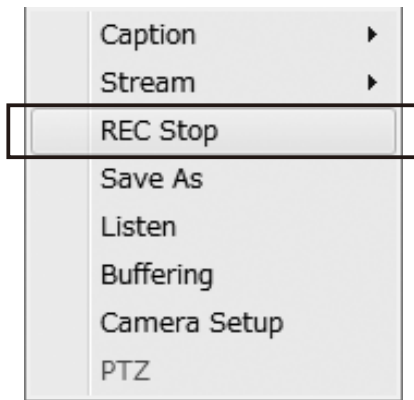 Caption
Stream
REC Stop
Save As
Listen
Buffering
Camera Setup
PTZ